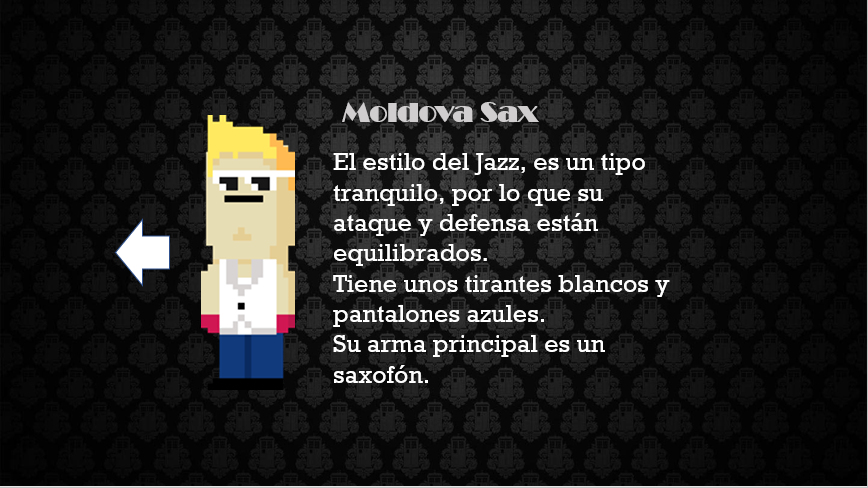 Moldova Sax
El estilo del Jazz, es un tipo
tranquilo, por lo que su
ataque y defensa están
equilibrados.
Tiene unos tirantes blancos y
pantalones azules.
Su arma principal es un
saxofón.